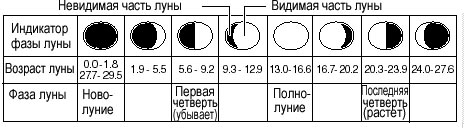 Невидимая часть луны Видимая часть луны
Индикатор
фазы луны
Возраст луны 0.0-1.8 1.9 - 5.5 5.6 - 9.2 9.3 - 12.9 13.0-16.6 16.7- 20.2 20.3-23.9 24.0-27.6
27.7- 29.5
Фаза луны Ново- Первая Полно- Последняя
луние четверть луние четверть
(убывает) (растет)